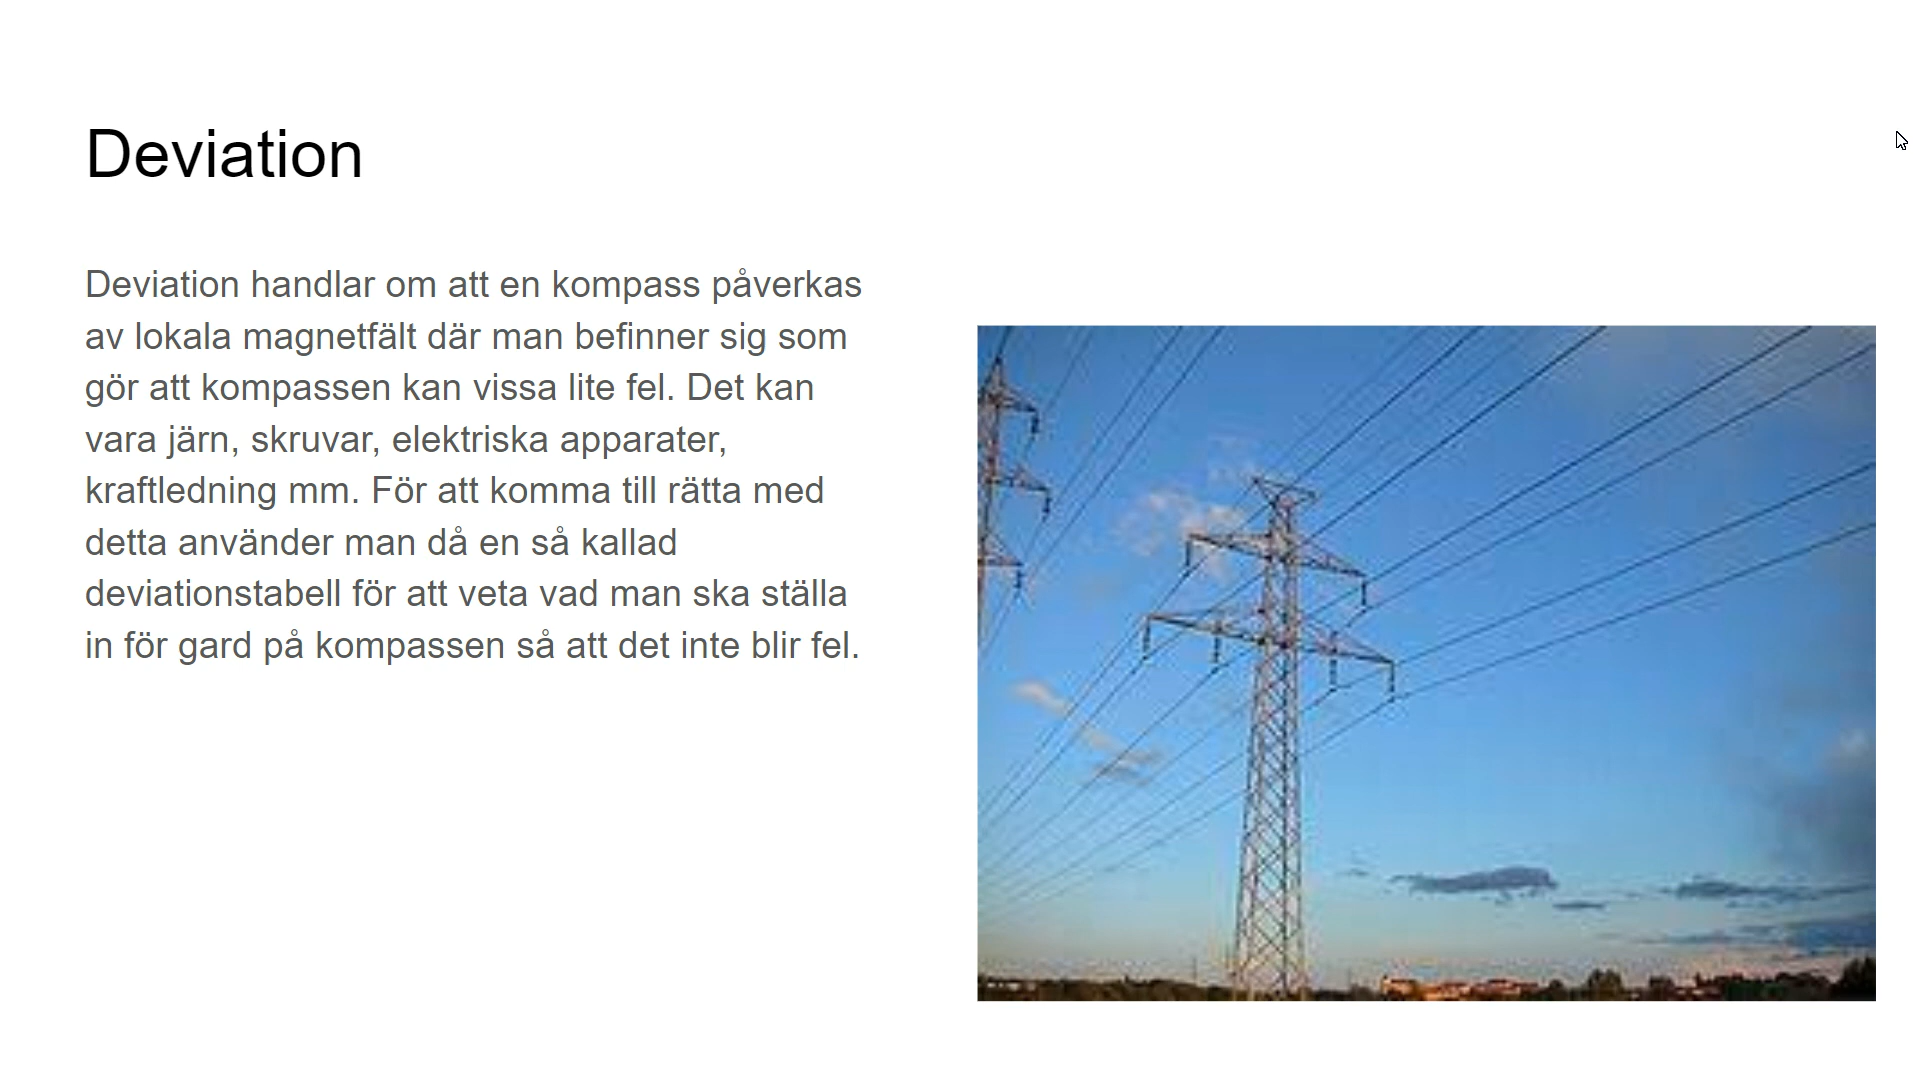 Deviation
Deviation handlar om att en kompass påverkas
av lokala magnetfält där man befinner sig som
gör att kompassen kan vissa lite fel. Det kan
vara järn, skruvar, elektriska apparater,
kraftledning mm. För att komma till rätta med
detta använder man då en så kallad
deviationstabell för att veta vad man ska ställa
in för gard på kompassen så att det inte blir fel.